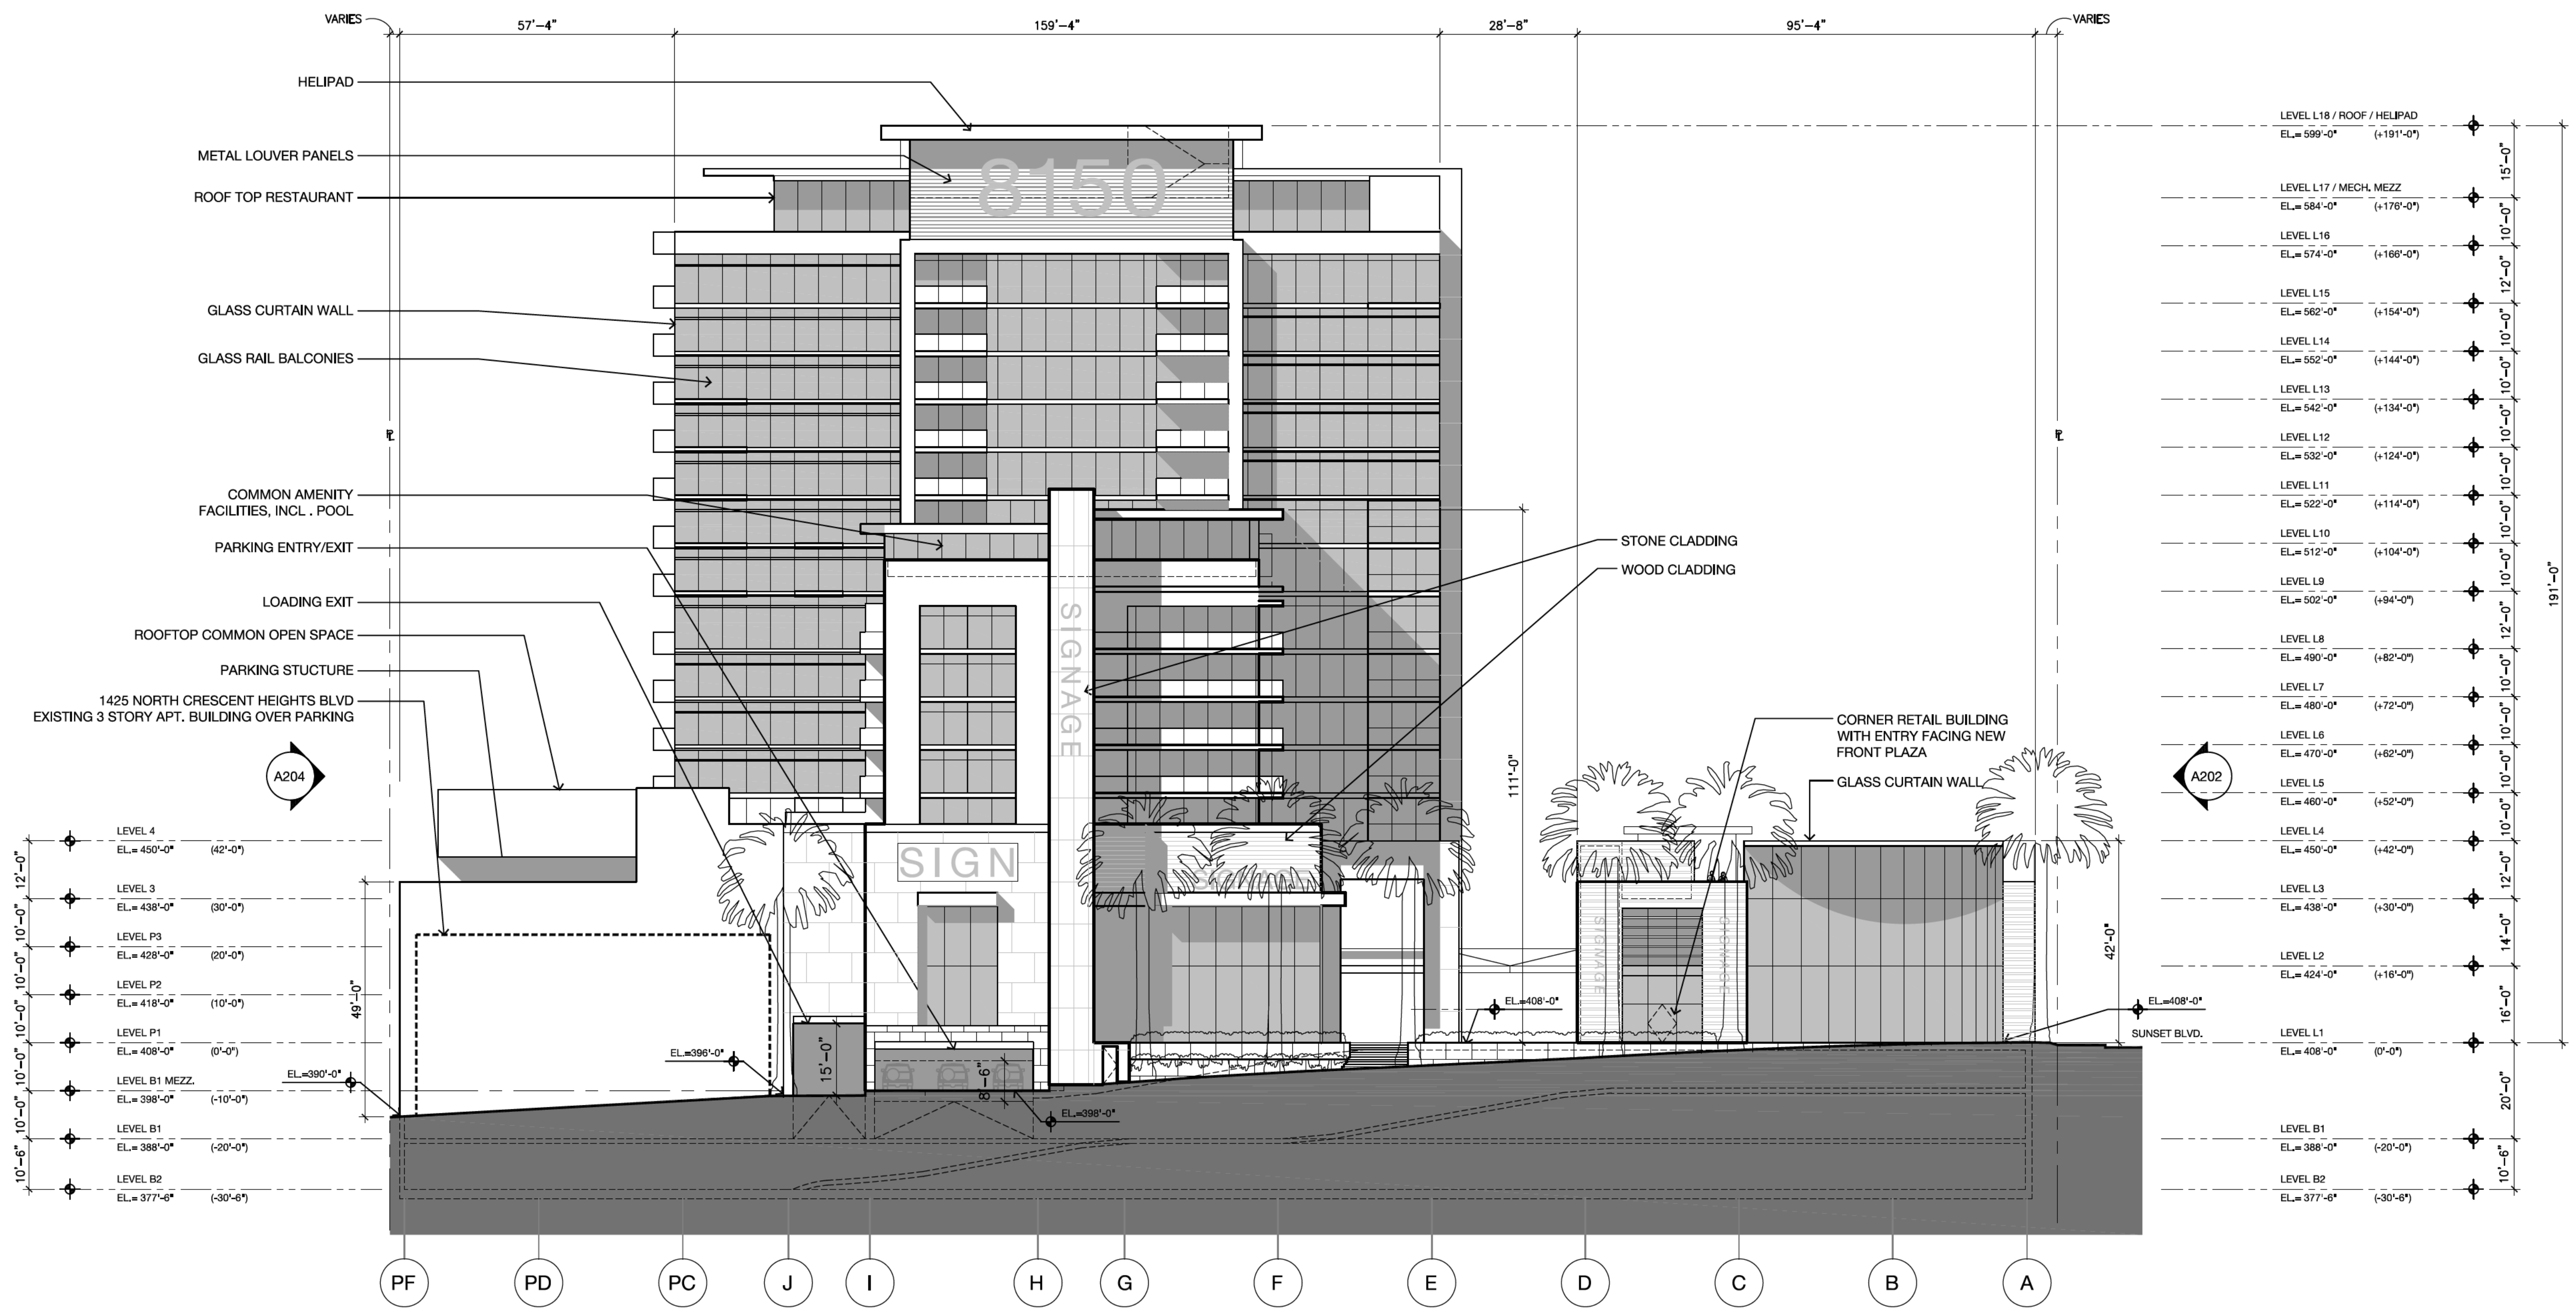 VARIES
57'-4"
159'-4"
28'-8"
95'-4"
VARIES
HELIPAD
METAL LOUVER PANELS
ROOF TOP RESTAURANT
GLASS CURTAIN WALL
GLASS RAIL BALCONIES
COMMON AMENITY
FACILITIES, INCL . POOL
PARKING ENTRY/EXIT
LOADING EXIT
ROOFTOP COMMON OPEN SPACE
PARKING STUCTURE
1425 NORTH CRESCENT HEIGHTS BLVD
EXISTING 3 STORY APT. BUILDING OVER PARKING
A204
8150
SIGNAGE
SIGN
STONE CLADDING
WOOD CLADDING
CORNER RETAIL BUILDING
WITH ENTRY FACING NEW
FRONT PLAZA
GLASS CURTAIN WALL
A202
SIGNAGE
SIGNAGE
111'-0"
42'-0"
49'-0"
15'-0"
8'-6"
EL.=390'-0"
EL.=396'-0"
EL.=398'-0"
EL.=408'-0"
EL.=408'-0"
SUNSET BLVD.
LEVEL 4
EL.= 450'-0" (42'-0")
12'-0"
LEVEL 3
EL.= 438'-0" (30'-0")
10'-0"
LEVEL P3
EL.= 428'-0" (20'-0")
10'-0"
LEVEL P2
EL.= 418'-0" (10'-0")
10'-0"
LEVEL P1
EL.= 408'-0" (0'-0")
10'-0"
LEVEL B1 MEZZ.
EL.= 398'-0" (-10'-0")
10'-0"
LEVEL B1
EL.= 388'-0" (-20'-0")
10'-6"
LEVEL B2
EL.= 377'-6" (-30'-6")
LEVEL L18 / ROOF / HELIPAD
EL.= 599'-0" (+191'-0")
15'-0"
LEVEL L17 / MECH. MEZZ
EL.= 584'-0" (+176'-0")
10'-0"
LEVEL L16
EL.= 574'-0" (+166'-0")
12'-0"
LEVEL L15
EL.= 562'-0" (+154'-0")
10'-0"
LEVEL L14
EL.= 552'-0" (+144'-0")
10'-0"
LEVEL L13
EL.= 542'-0" (+134'-0")
10'-0"
LEVEL L12
EL.= 532'-0" (+124'-0")
10'-0"
LEVEL L11
EL.= 522'-0" (+114'-0")
10'-0"
LEVEL L10
EL.= 512'-0" (+104'-0")
10'-0"
LEVEL L9
EL.= 502'-0" (+94'-0")
12'-0"
LEVEL L8
EL.= 490'-0" (+82'-0")
10'-0"
LEVEL L7
EL.= 480'-0" (+72'-0")
10'-0"
LEVEL L6
EL.= 470'-0" (+62'-0")
10'-0"
LEVEL L5
EL.= 460'-0" (+52'-0")
10'-0"
LEVEL L4
EL.= 450'-0" (+42'-0")
12'-0"
LEVEL L3
EL.= 438'-0" (+30'-0")
14'-0"
LEVEL L2
EL.= 424'-0" (+16'-0")
16'-0"
LEVEL L1
EL.= 408'-0" (0'-0")
20'-0"
LEVEL B1
EL.= 388'-0" (-20'-0")
10'-6"
LEVEL B2
EL.= 377'-6" (-30'-6")
191'-0"
PF
PD
PC
J
I
H
G
F
E
D
C
B
A